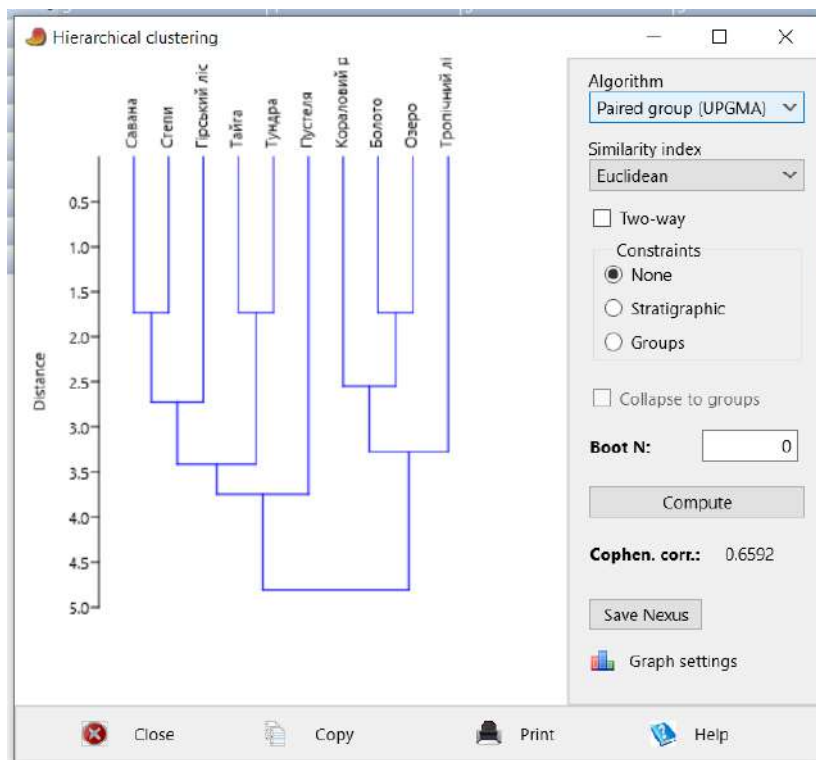 Hierarchical clustering
Савана
Степи
Гірський ліс
Тайга
Тундра
Пустеля
Кораловий р
Болото
Озеро
Тропічний лі
0.5
1.0
1.5
2.0
2.5
3.0
3.5
4.0
4.5
5.0
Distance
Algorithm
Paired group (UPGMA)
Similarity index
Euclidean
Two-way
Constraints
None
Stratigraphic
Groups
Collapse to groups
Boot N: 0
Compute
Cophen. corr.: 0.6592
Save Nexus
Graph settings
Close Copy Print Help